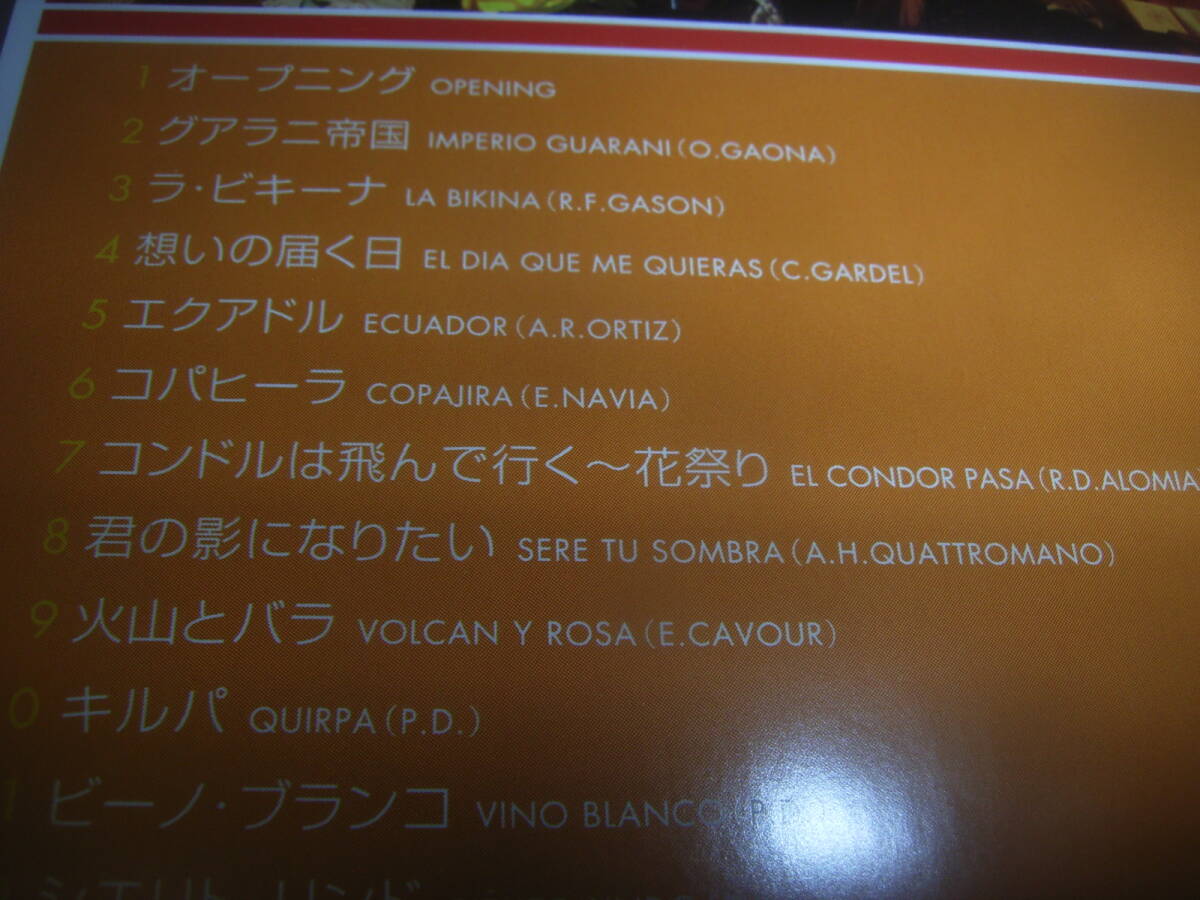 1 オープニング OPENING
2 グアラニ帝国 IMPERIO GUARANI(O.GAONA)
3 ラ・ビキーナ LA BIKINA(R.F.GASON)
4 想いの届く日 EL DIA QUE ME QUIERAS(C.GARDEL)
5 エクアドル ECUADOR(A.R.ORTIZ)
6 コパヒーラ COPAJIRA(E.NAVIA)
7 コンドルは飛んで行く〜花祭り EL CONDOR PASA(R.D.ALOMIA
8 君の影になりたい SERE TU SOMBRA(A.H.QUATTROMANO)
9 火山とバラ VOLCAN Y ROSA(E.CAVOUR)
0 キルパ QUIRPA(P.D.)
1 ビーノ・ブランコ VINO BLANCO